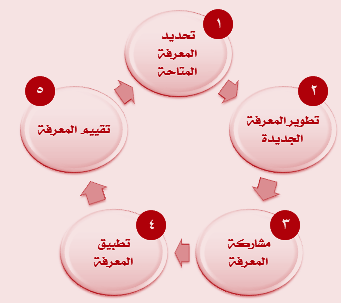 ١
تحديد
المعرفة
المتاحة
٢
تطوير المعرفة
الجديدة
٣
مشاركة
المعرفة
٤
تطبيق
المعرفة
٥
تقييم المعرفة